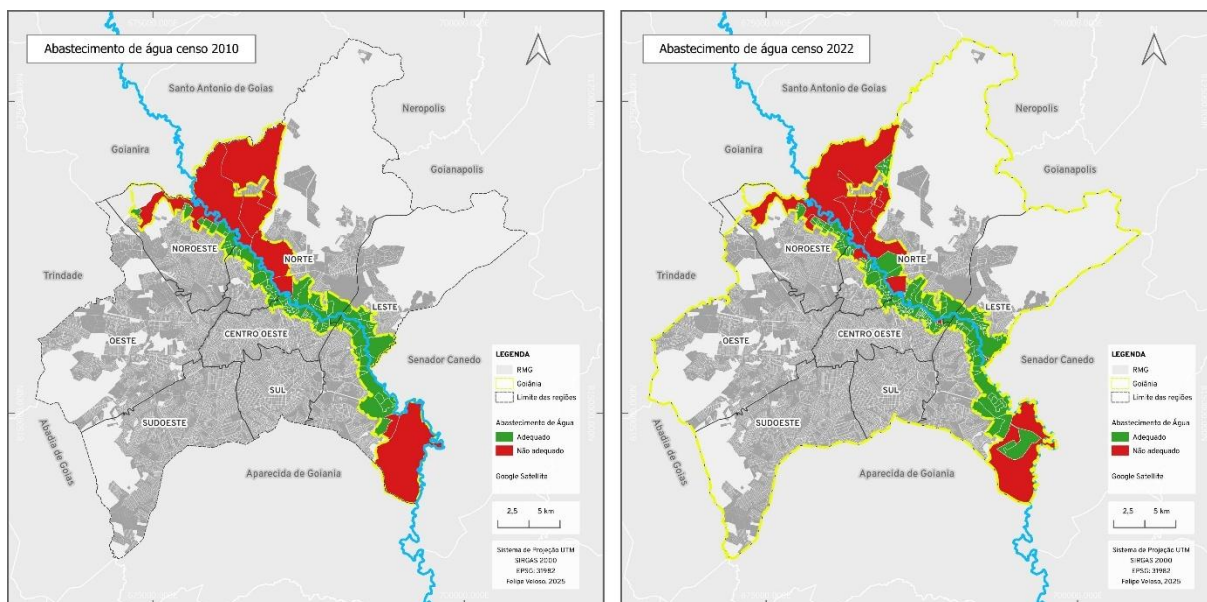 Abastecimento de água censo 2010
Santo Antonio de Goias
Neropolis
Goianira
Goianapolis
NOROESTE
NORTE
Trindade
LESTE
CENTRO OESTE
OESTE
Senador Canedo
SUL
SUDOESTE
Abadia de Goias
Aparecida de Goiania
LEGENDA
RMG
Goiânia
Limite das regiões
Abastecimento de Água
Adequado
Não adequado
Google Satellite
2,5 5 km
Sistema de Projeção UTM
SIRGAS 2000
EPSG: 31982
Felipe Veloso, 2025
Abastecimento de água censo 2022
Santo Antonio de Goias
Neropolis
Goianira
Goianapolis
NOROESTE
NORTE
Trindade
LESTE
CENTRO OESTE
OESTE
Senador Canedo
SUL
SUDOESTE
Abadia de Goias
Aparecida de Goiania
LEGENDA
RMG
Goiânia
Limite das regiões
Abastecimento de Água
Adequado
Não adequado
Google Satellite
2,5 5 km
Sistema de Projeção UTM
SIRGAS 2000
EPSG: 31982
Felipe Veloso, 2025